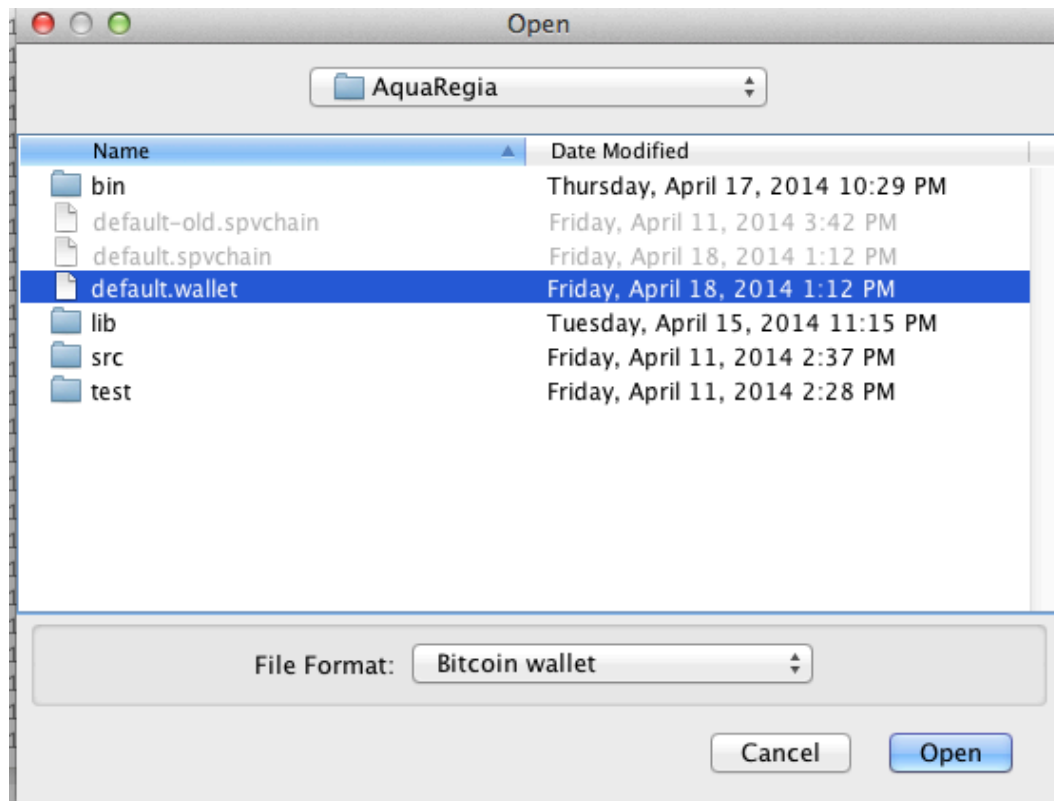 Open
AquaRegia
Name Date Modified
bin Thursday, April 17, 2014 10:29 PM
default-old.spvchain Friday, April 11, 2014 3:42 PM
default.spvchain Friday, April 18, 2014 1:12 PM
default.wallet Friday, April 18, 2014 1:12 PM
lib Tuesday, April 15, 2014 11:15 PM
src Friday, April 11, 2014 2:37 PM
test Friday, April 11, 2014 2:28 PM
File Format: Bitcoin wallet
Cancel Open